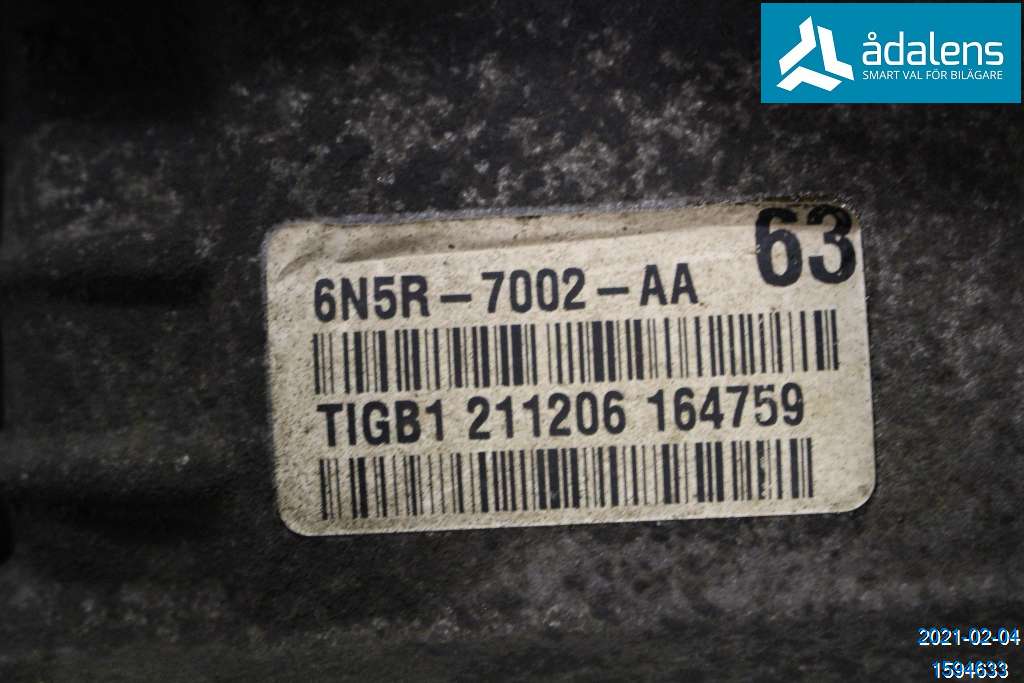 ådalens
SMART VAL FÖR BILÄGARE
63
6N5R-7002-AA
TIGB1 211206 164759
2021-02-04
1594633